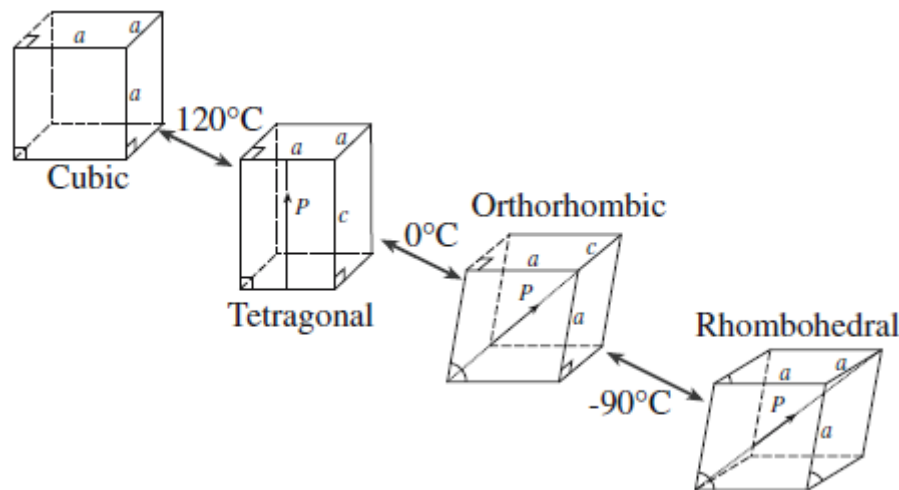 a
a
a
Cubic
120°C
a
a
P
c
Tetragonal
0°C
Orthorhombic
c
a
P
a
-90°C
Rhombohedral
a
a
P
a